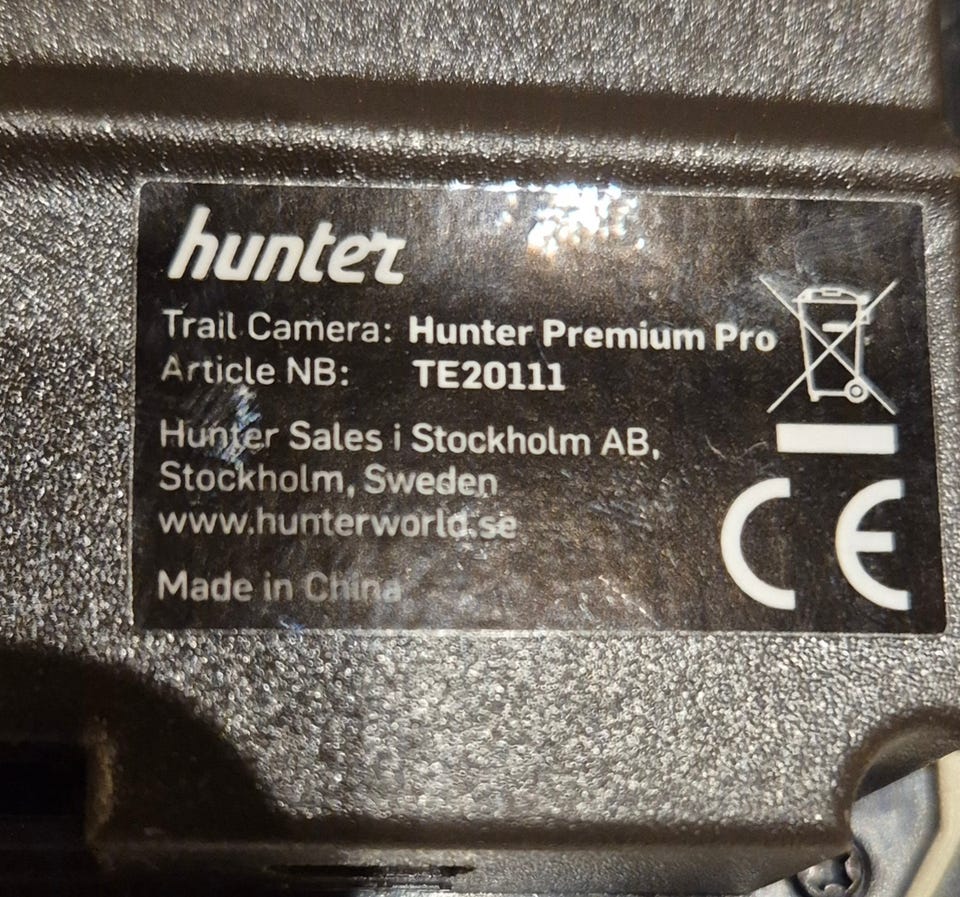 hunter
Trail Camera: Hunter Premium Pro
Article NB: TE20111
Hunter Sales i Stockholm AB,
Stockholm, Sweden
www.hunterworld.se
Made in China
CE